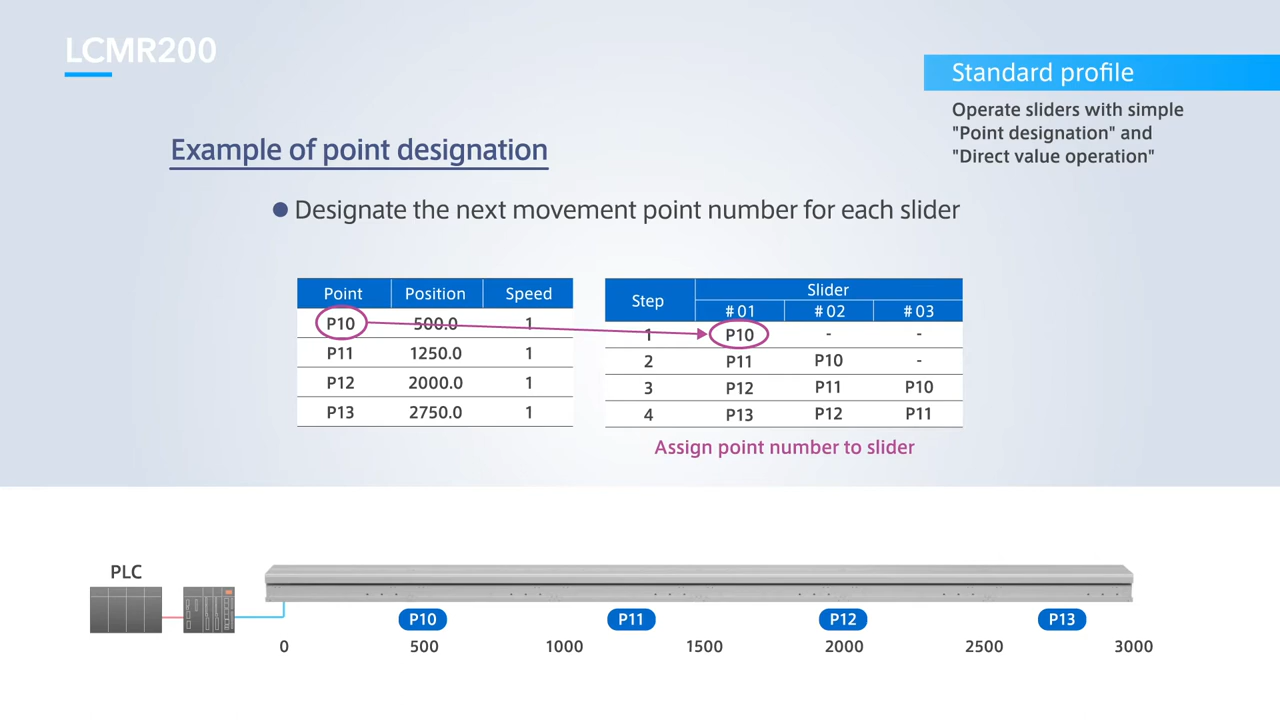 LCMR200
Standard profile
Operate sliders with simple
"Point designation" and
"Direct value operation"
Example of point designation
Designate the next movement point number for each slider
Point Position Speed
P10 500.0 1
P11 1250.0 1
P12 2000.0 1
P13 2750.0 1
Step Slider
# 01 # 02 # 03
1 P10 - -
2 P11 P10 -
3 P12 P11 P10
4 P13 P12 P11
Assign point number to slider
PLC
P10 P11 P12 P13
0 500 1000 1500 2000 2500 3000